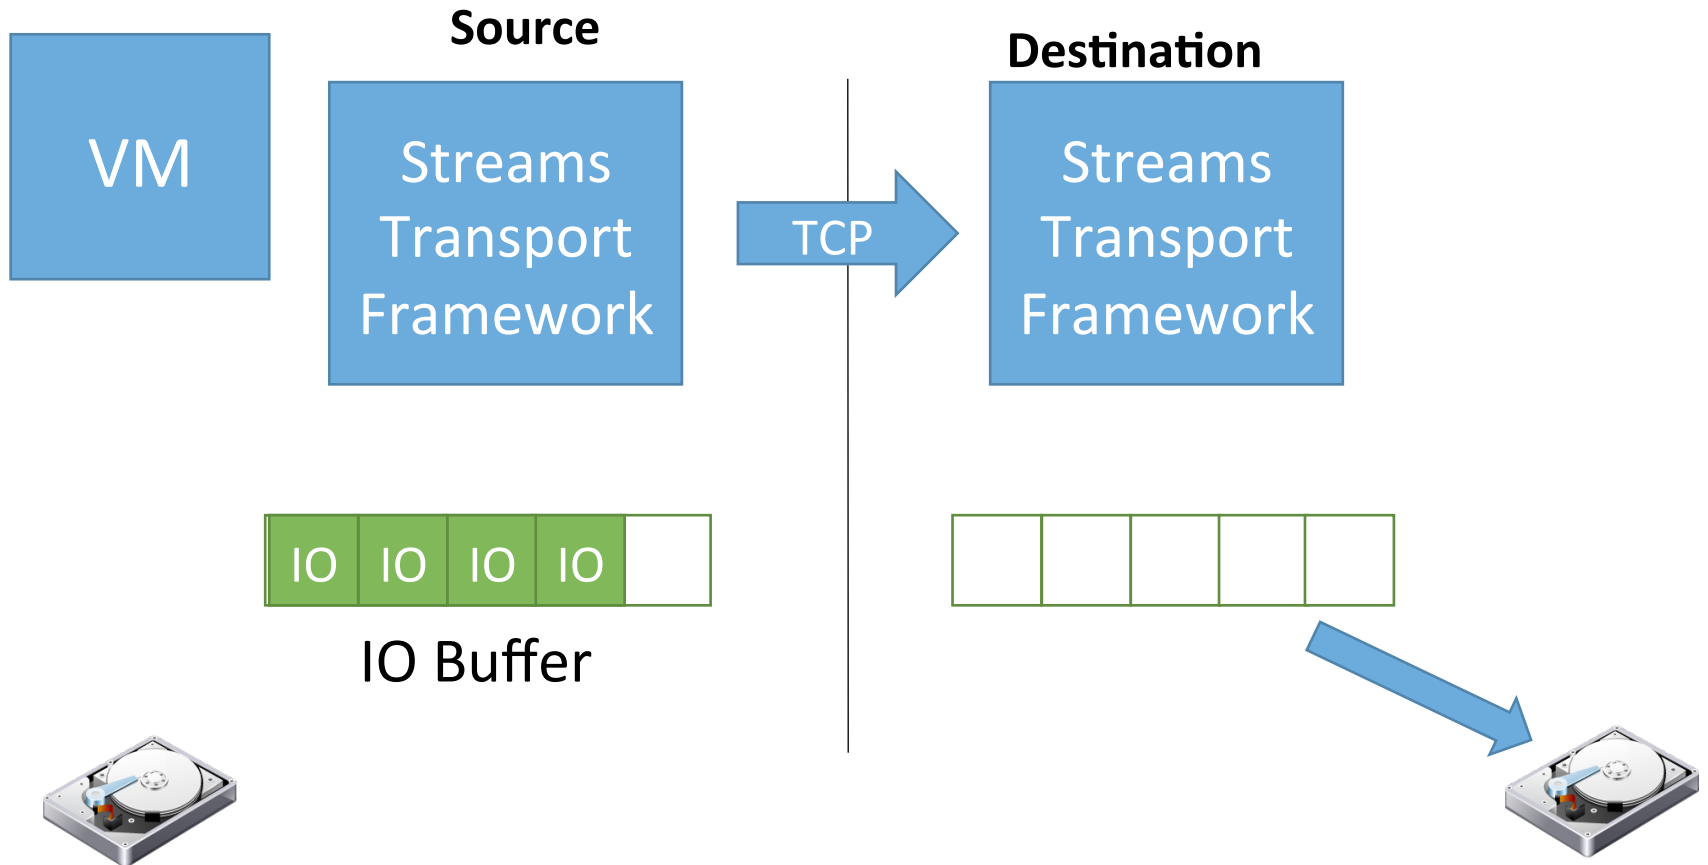 Source
Destination
VM
Streams
Transport
Framework
TCP
Streams
Transport
Framework
IO IO IO IO
IO Buffer